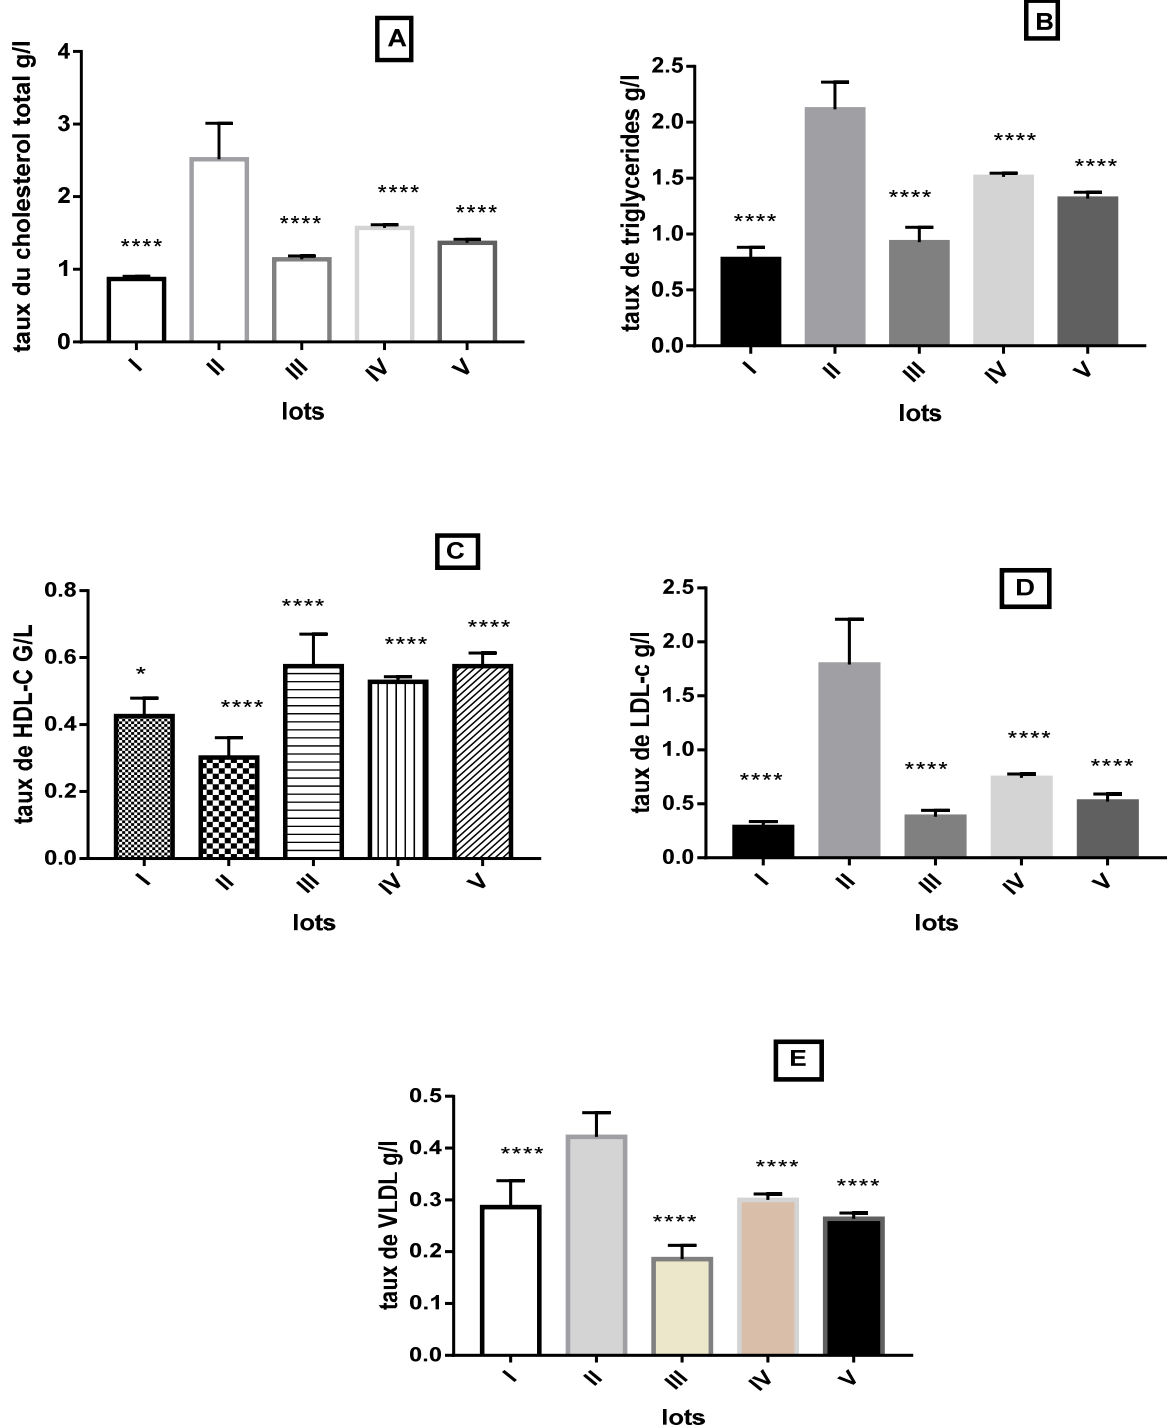 A
taux du cholesterol total g/l
4
3
2
1
0
****
****
****
****
I
II
III
IV
V
lots
B
taux de triglycerides g/l
2.5
2.0
1.5
1.0
0.5
0.0
****
****
****
****
I
II
III
IV
V
lots
C
taux de HDL-C G/L
0.8
0.6
0.4
0.2
0.0
*
****
****
****
****
I
II
III
IV
V
lots
D
taux de LDL-c g/l
2.5
2.0
1.5
1.0
0.5
0.0
****
****
****
****
I
II
III
IV
V
lots
E
taux de VLDL g/l
0.5
0.4
0.3
0.2
0.1
0.0
****
****
****
****
I
II
III
IV
V
lots